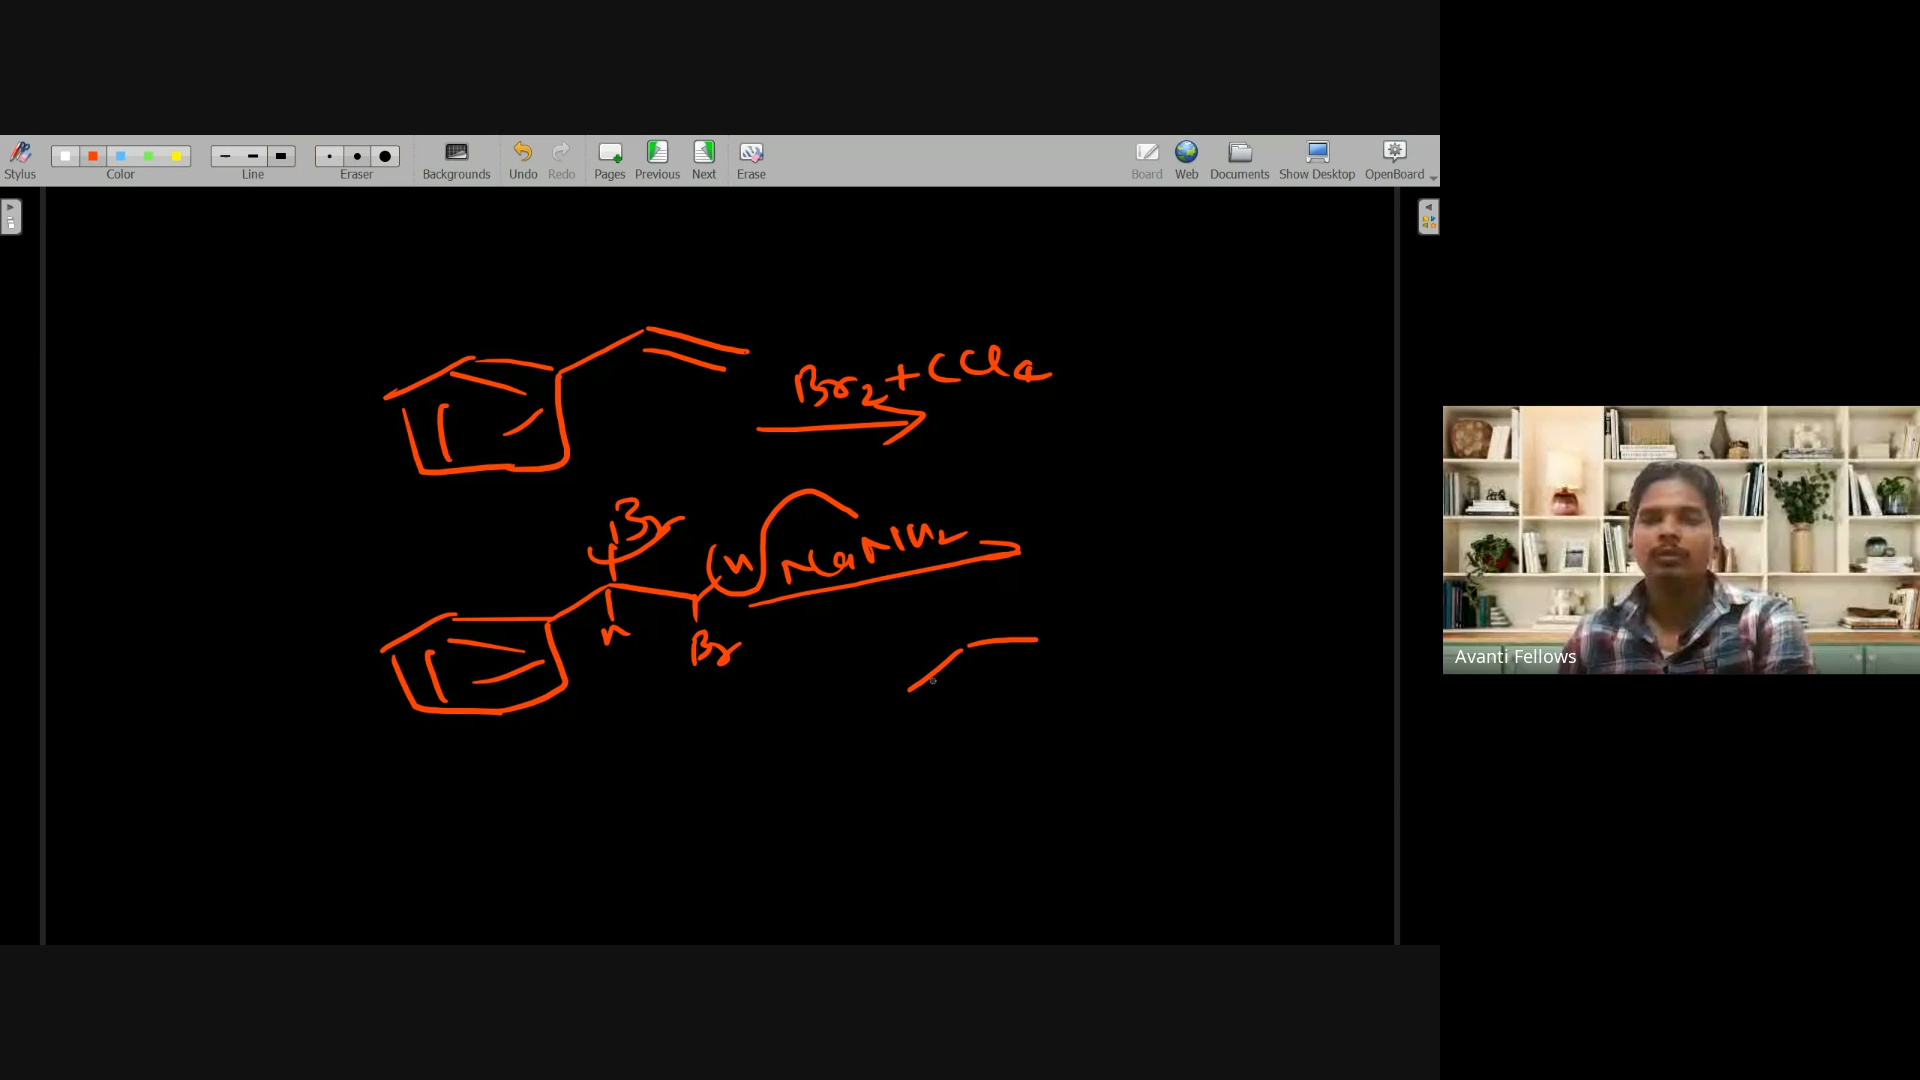 Stylus
Color
Line
Eraser
Backgrounds
Undo
Redo
Pages
Previous
Next
Erase
Board
Web
Documents
Show Desktop
OpenBoard
Br2 + CCl4
Br
NaNH2
Br
Avanti Fellows